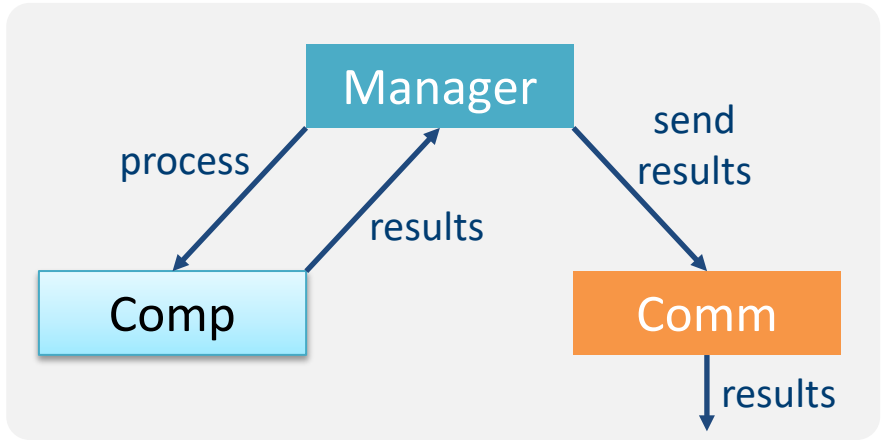 Manager
send
results
process
results
Comp
Comm
results